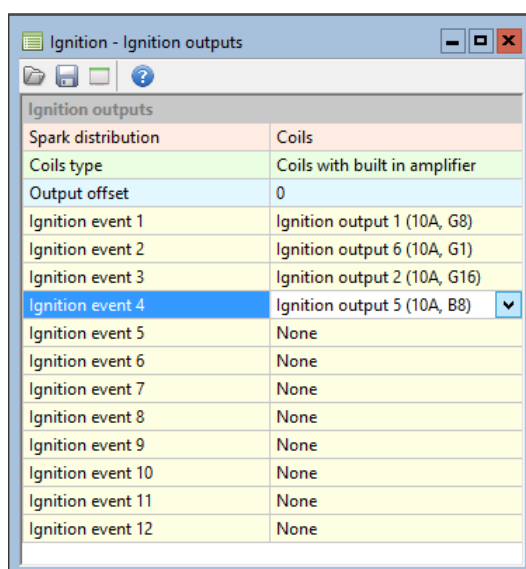 Ignition - Ignition outputs
Ignition outputs
Spark distribution Coils
Coils type Coils with built in amplifier
Output offset 0
Ignition event 1 Ignition output 1 (10A, G8)
Ignition event 2 Ignition output 6 (10A, G1)
Ignition event 3 Ignition output 2 (10A, G16)
Ignition event 4 Ignition output 5 (10A, B8)
Ignition event 5 None
Ignition event 6 None
Ignition event 7 None
Ignition event 8 None
Ignition event 9 None
Ignition event 10 None
Ignition event 11 None
Ignition event 12 None